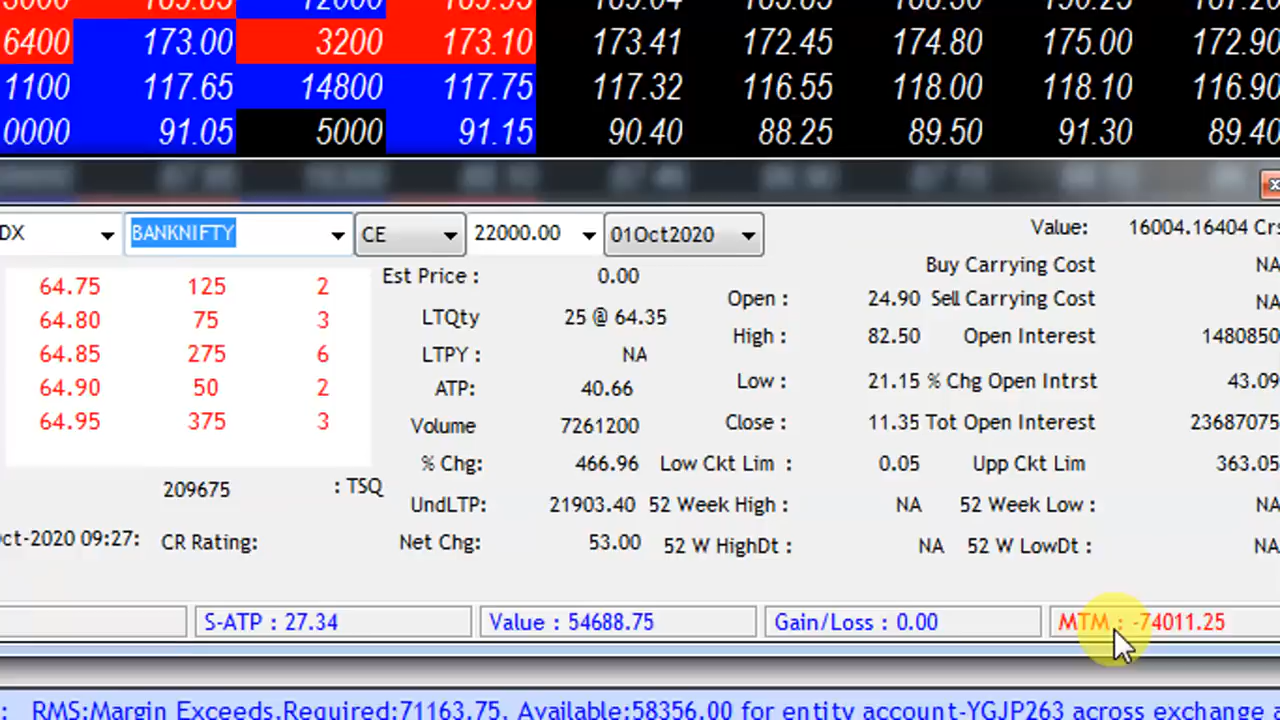 6400 173.00 3200 173.10 173.41 172.45 174.80 175.00 172.90
1100 117.65 14800 117.75 117.32 116.55 118.00 118.10 116.90
0000 91.05 5000 91.15 90.40 88.25 89.50 91.30 89.40
DX BANKNIFTY CE 22000.00 01Oct2020
Value: 16004.16404 Crs
64.75 125 2
64.80 75 3
64.85 275 6
64.90 50 2
64.95 375 3
209675 : TSQ
ct-2020 09:27: CR Rating:
Est Price : 0.00
LTQty 25 @ 64.35
LTPY : NA
ATP: 40.66
Volume 7261200
% Chg: 466.96
UndLTP: 21903.40
Net Chg: 53.00
Open : 24.90
High : 82.50
Low : 21.15
Close : 11.35
Low Ckt Lim : 0.05
52 Week High : NA
52 W HighDt : NA
Buy Carrying Cost NA
Sell Carrying Cost NA
Open Interest 1480850
% Chg Open Intrst 43.09
Tot Open Interest 23687075
Upp Ckt Lim 363.05
52 Week Low : NA
52 W LowDt : NA
S-ATP : 27.34 Value : 54688.75 Gain/Loss : 0.00 MTM : -74011.25
: RMS:Margin Exceeds,Required:71163.75, Available:58356.00 for entity account-YGJP263 across exchange a